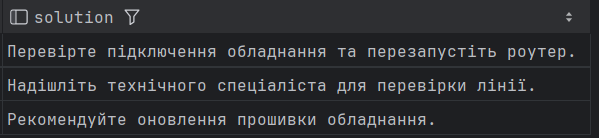 solution
Перевірте підключення обладнання та перезапустіть роутер.
Надішліть технічного спеціаліста для перевірки лінії.
Рекомендуйте оновлення прошивки обладнання.